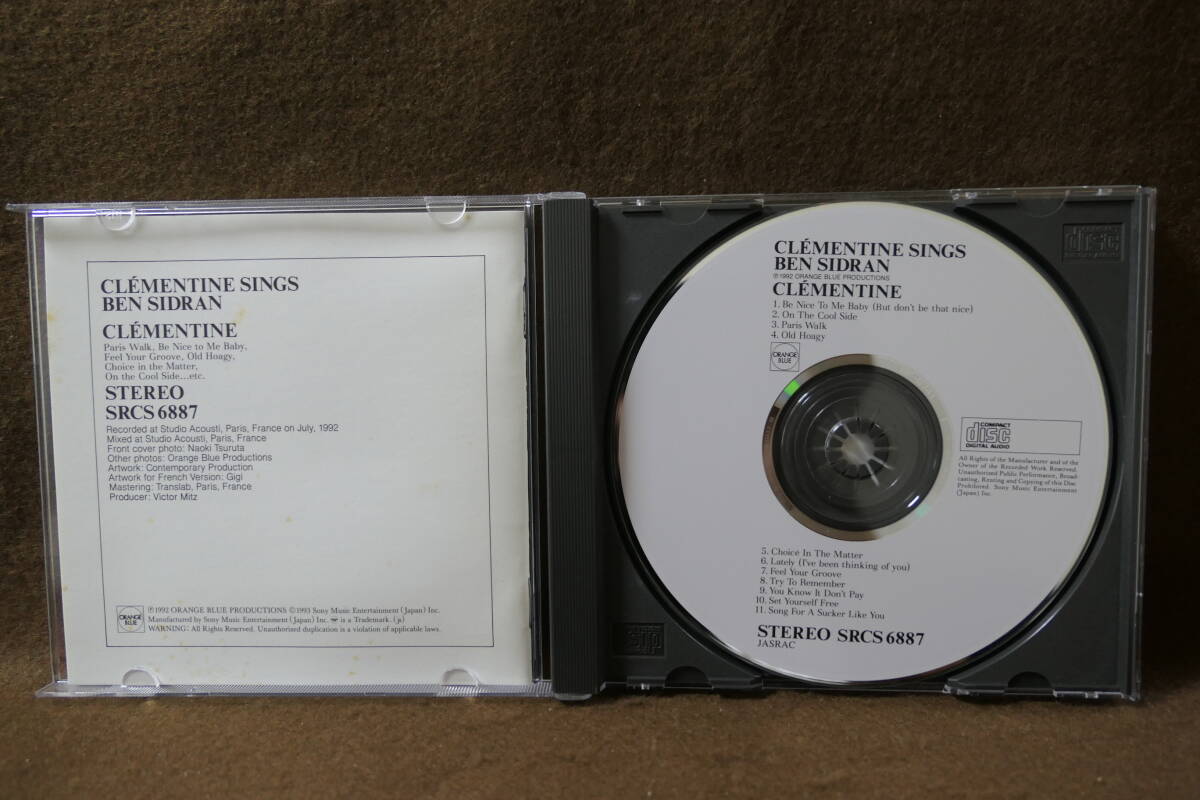 CLÉMENTINE SINGS
BEN SIDRAN
CLÉMENTINE
Paris Walk, Be Nice to Me Baby,
Feel Your Groove, Old Hoagy,
Choice in the Matter,
On the Cool Side...etc.
STEREO
SRCS 6887
Recorded at Studio Acousti, Paris, France on July, 1992
Mixed at Studio Acousti, Paris, France
Front cover photo: Naoki Tsuruta
Other photos: Orange Blue Productions
Artwork: Contemporary Production
Artwork for French Version: Gigi
Mastering: Translab, Paris, France
Producer: Victor Mitz
ORANGE
BLUE
℗1992 ORANGE BLUE PRODUCTIONS ©1993 Sony Music Entertainment (Japan) Inc.
Manufactured by Sony Music Entertainment (Japan) Inc. is a Trademark.
WARNING: All Rights Reserved. Unauthorized duplication is a violation of applicable laws.
CLÉMENTINE SINGS
BEN SIDRAN
℗1992 ORANGE BLUE PRODUCTIONS
CLÉMENTINE
1. Be Nice To Me Baby (But don't be that nice)
2. On The Cool Side
3. Paris Walk
4. Old Hoagy
ORANGE
BLUE
COMPACT
disc
DIGITAL AUDIO
All Rights of the Manufacturer and of the
Owner of the Recorded Work Reserved.
Unauthorized Public Performance, Broad-
casting, Renting and Copying of this Disc
Prohibited. Sony Music Entertainment
(Japan) Inc.
5. Choice In The Matter
6. Lately (I've been thinking of you)
7. Feel Your Groove
8. Try To Remember
9. You Know It Don't Pay
10. Set Yourself Free
11. Song For A Sucker Like You
STEREO SRCS 6887
JASRAC
disc